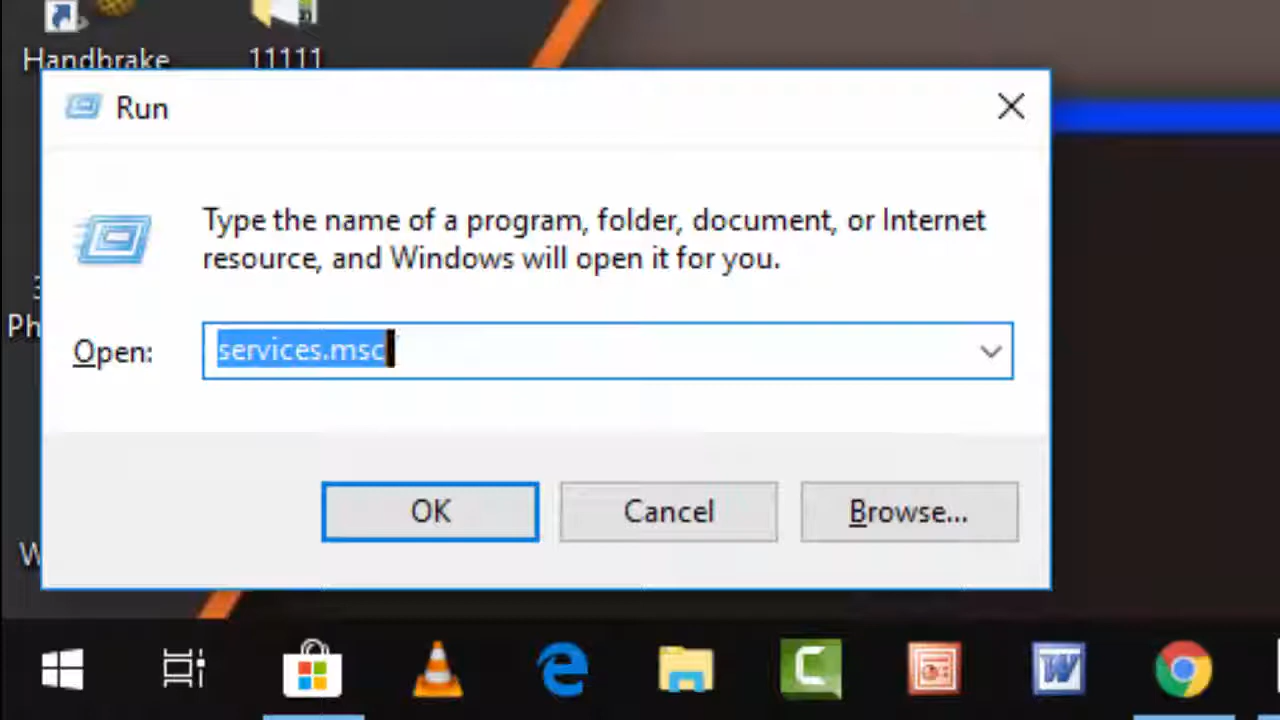 Handbrake
11111
Run
Type the name of a program, folder, document, or Internet
resource, and Windows will open it for you.
Open:
services.msc
OK
Cancel
Browse...